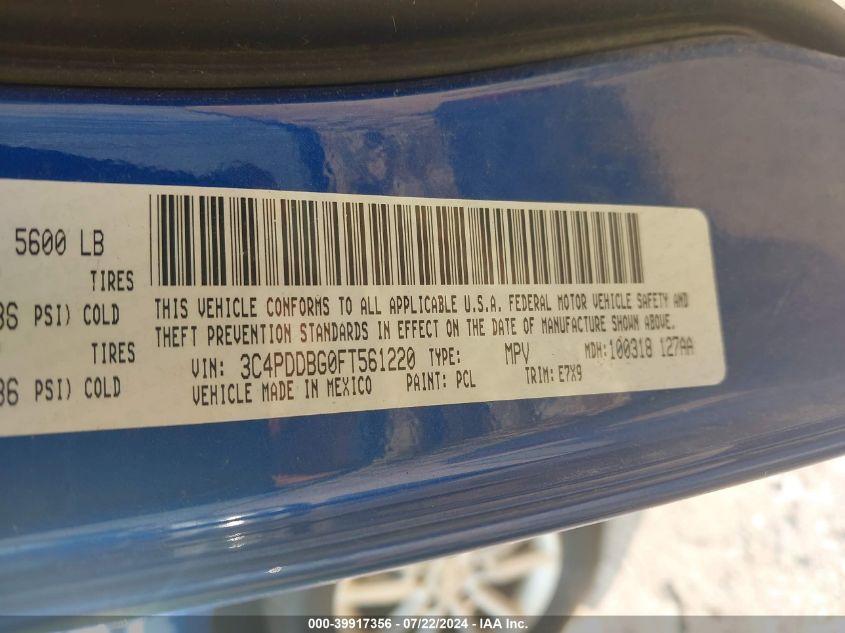 5600 LB
TIRES
36 PSI) COLD
TIRES
36 PSI) COLD
THIS VEHICLE CONFORMS TO ALL APPLICABLE U.S.A. FEDERAL MOTOR VEHICLE SAFETY AND
THEFT PREVENTION STANDARDS IN EFFECT ON THE DATE OF MANUFACTURE SHOWN ABOVE.
VIN: 3C4PDDBG0FT561220 TYPE: MPV MDH: 100318 127AA
VEHICLE MADE IN MEXICO PAINT: PCL TRIM: E7X9
000-39917356 - 07/22/2024 - IAA Inc.